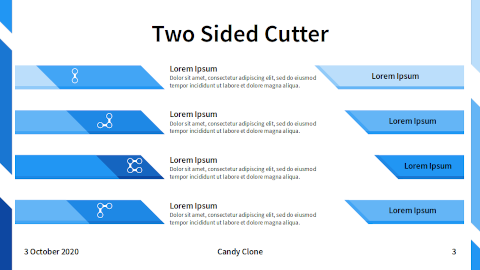 Two Sided Cutter
Lorem Ipsum
Dolor sit amet, consectetur adipiscing elit, sed do eiusmod
tempor incididunt ut labore et dolore magna aliqua.
Lorem Ipsum
Lorem Ipsum
Dolor sit amet, consectetur adipiscing elit, sed do eiusmod
tempor incididunt ut labore et dolore magna aliqua.
Lorem Ipsum
Lorem Ipsum
Dolor sit amet, consectetur adipiscing elit, sed do eiusmod
tempor incididunt ut labore et dolore magna aliqua.
Lorem Ipsum
Lorem Ipsum
Dolor sit amet, consectetur adipiscing elit, sed do eiusmod
tempor incididunt ut labore et dolore magna aliqua.
Lorem Ipsum
3 October 2020
Candy Clone
3